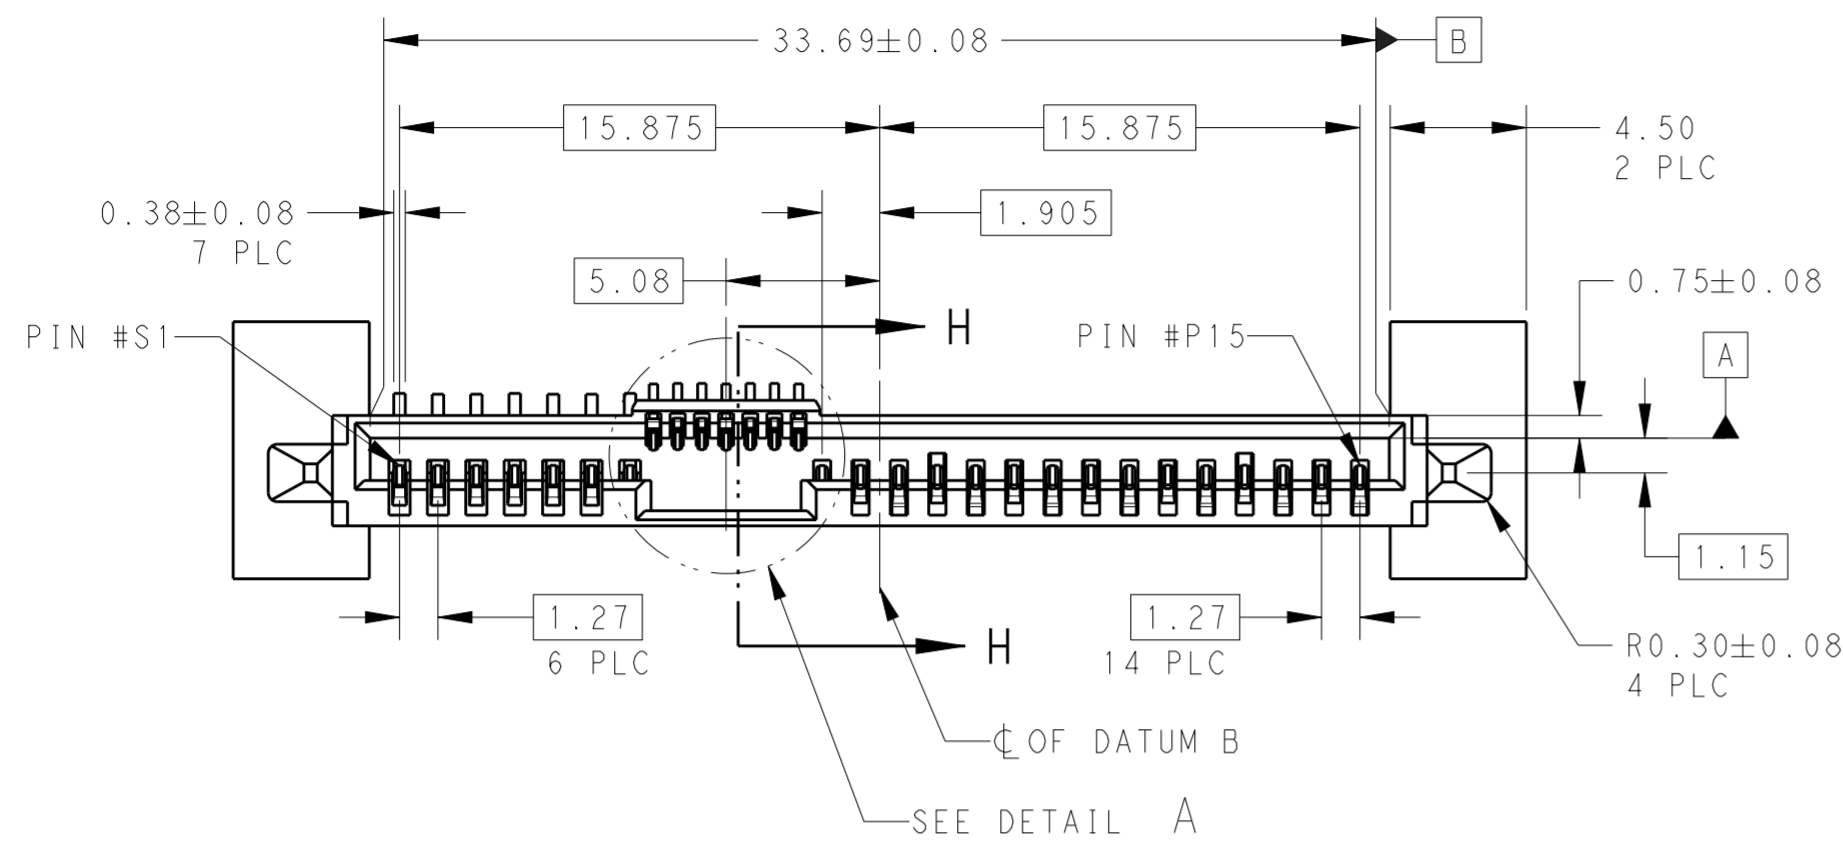 33.69±0.08
B
15.875
15.875
4.50
2 PLC
0.38±0.08
7 PLC
1.905
5.08
0.75±0.08
PIN #S1
H
PIN #P15
A
1.15
1.27
6 PLC
H
1.27
14 PLC
R0.30±0.08
4 PLC
℄ OF DATUM B
SEE DETAIL A